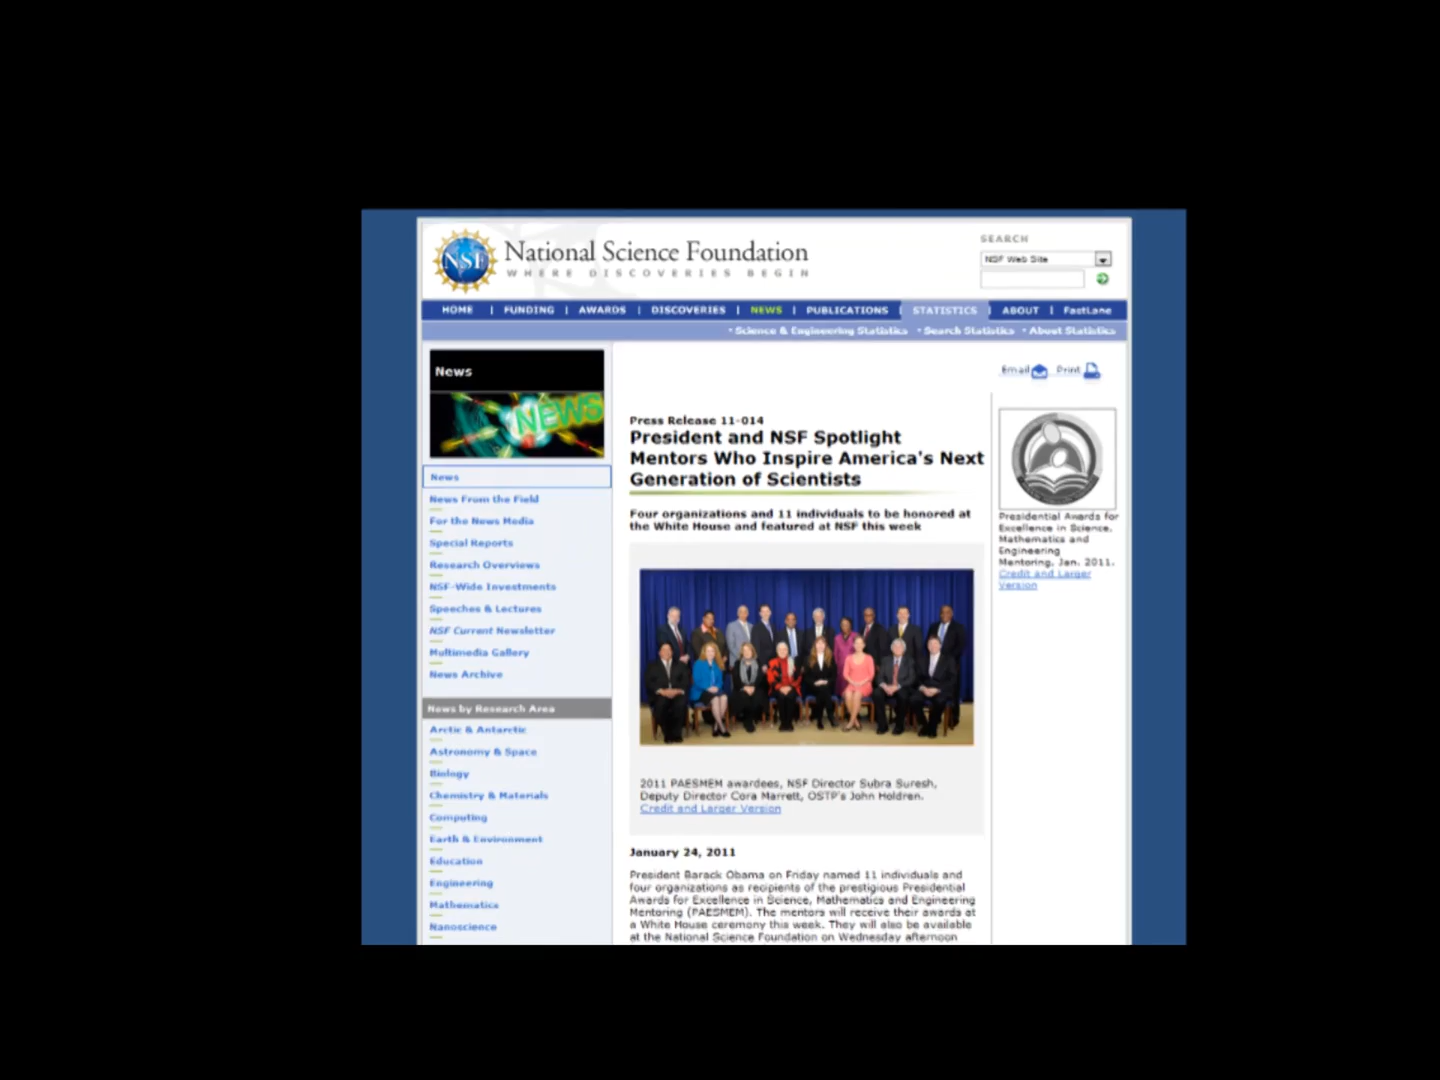 NSF
National Science Foundation
WHERE DISCOVERIES BEGIN
SEARCH
NSF Web Site
HOME | FUNDING | AWARDS | DISCOVERIES | NEWS | PUBLICATIONS | STATISTICS | ABOUT | FastLane
Science & Engineering Statistics Search Statistics About Statistics
News
NEWS
News
News From the Field
For the News Media
Special Reports
Research Overviews
NSF-Wide Investments
Speeches & Lectures
NSF Current Newsletter
Multimedia Gallery
News Archive
News by Research Area
Arctic & Antarctic
Astronomy & Space
Biology
Chemistry & Materials
Computing
Earth & Environment
Education
Engineering
Mathematics
Nanoscience
Email Print
Press Release 11-014
President and NSF Spotlight
Mentors Who Inspire America's Next
Generation of Scientists
Four organizations and 11 individuals to be honored at
the White House and featured at NSF this week
2011 PAESMEM awardees, NSF Director Subra Suresh,
Deputy Director Cora Marrett, OSTP's John Holdren.
Credit and Larger Version
January 24, 2011
President Barack Obama on Friday named 11 individuals and
four organizations as recipients of the prestigious Presidential
Awards for Excellence in Science, Mathematics and Engineering
Mentoring (PAESMEM). The mentors will receive their awards at
a White House ceremony this week. They will also be available
at the National Science Foundation on Wednesday afternoon
Presidential Awards for
Excellence in Science,
Mathematics and
Engineering
Mentoring, Jan. 2011.
Credit and Larger
Version